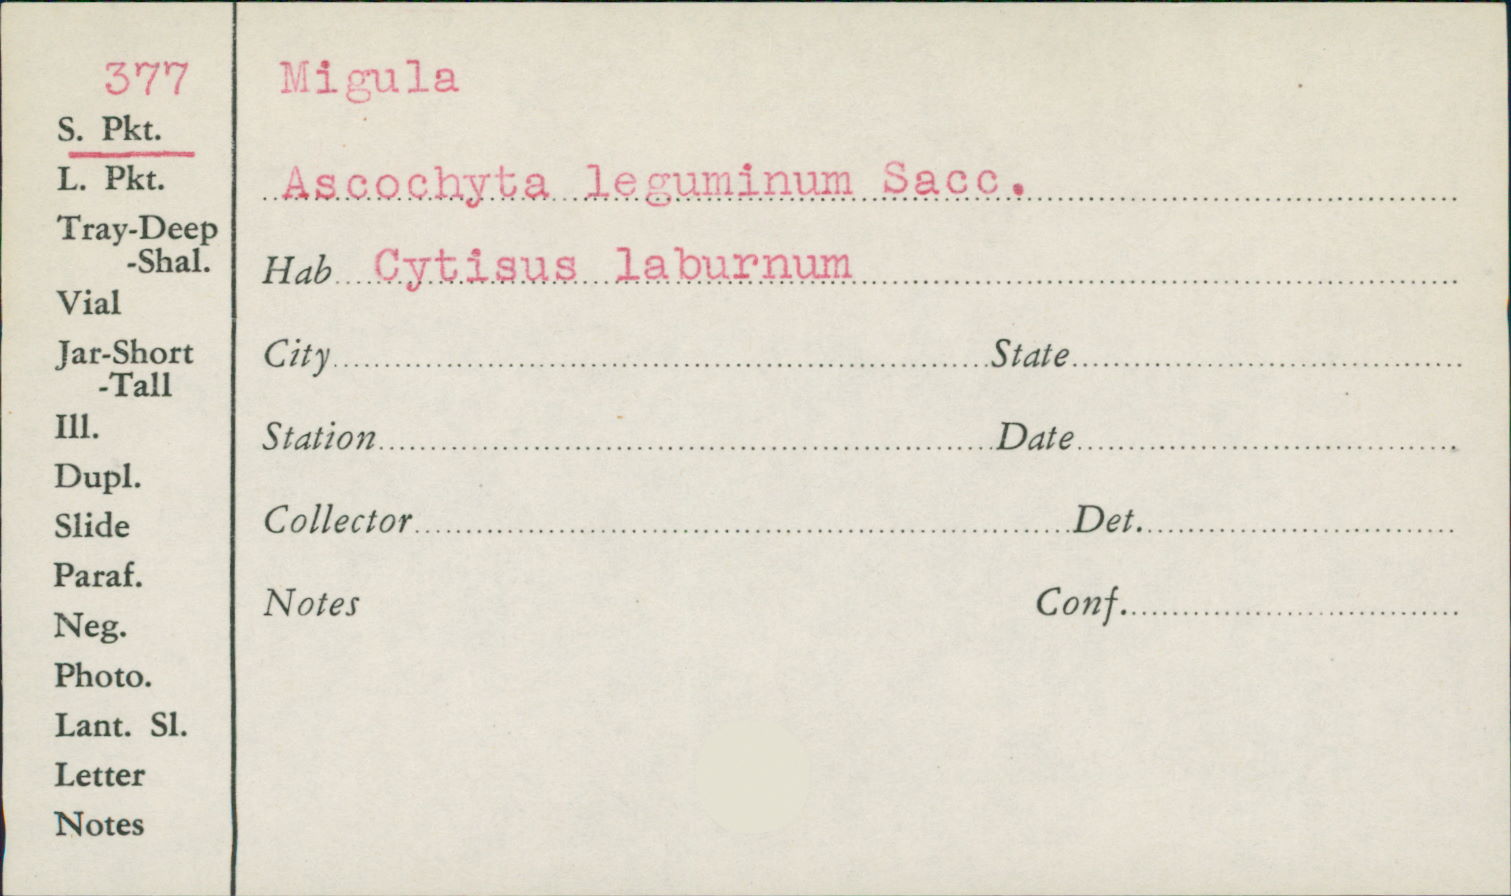 377
S. Pkt.
L. Pkt.
Tray-Deep
-Shal.
Vial
Jar-Short
-Tall
Ill.
Dupl.
Slide
Paraf.
Neg.
Photo.
Lant. Sl.
Letter
Notes
Migula
Ascochyta leguminum Sacc.
Hab Cytisus laburnum
City State
Station Date
Collector Det.
Notes Conf.